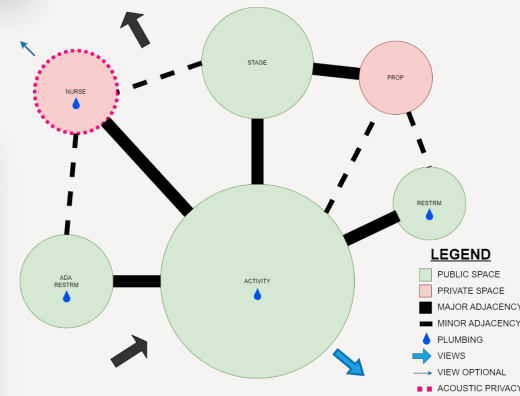 STAGE
PROP
NURSE
RESTRM
ADA
RESTRM
ACTIVITY
LEGEND
PUBLIC SPACE
PRIVATE SPACE
MAJOR ADJACENCY
MINOR ADJACENCY
PLUMBING
VIEWS
VIEW OPTIONAL
ACOUSTIC PRIVACY